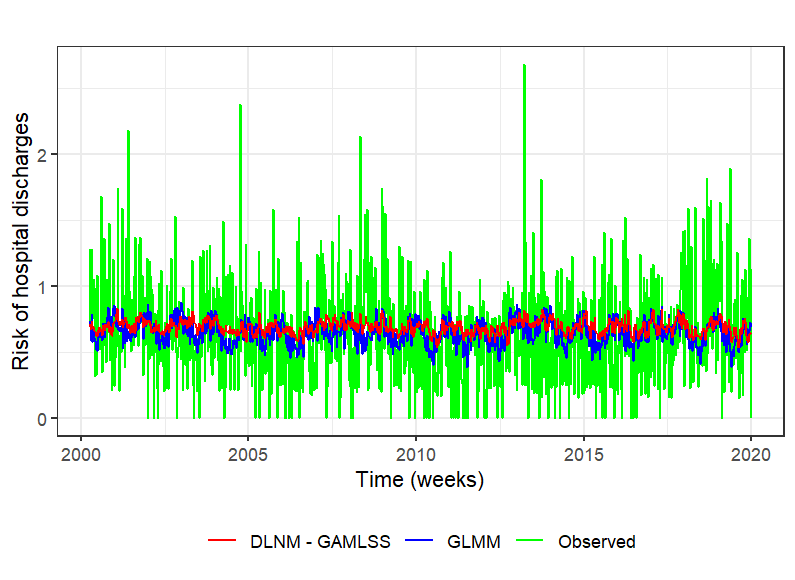 Risk of hospital discharges
2
1
0
2000 2005 2010 2015 2020
Time (weeks)
DLNM - GAMLSS GLMM Observed